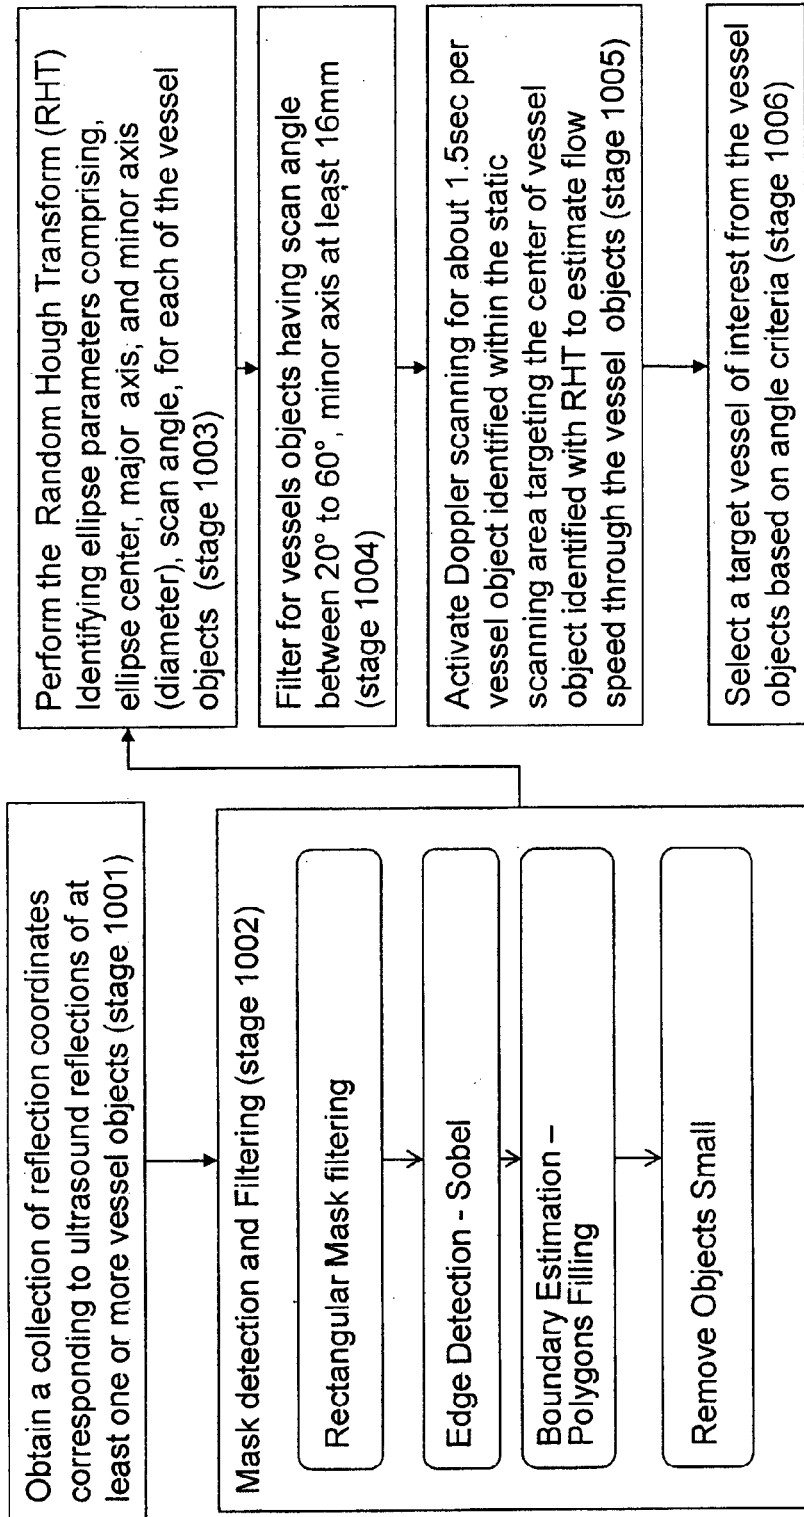 Obtain a collection of reflection coordinates
corresponding to ultrasound reflections of at
least one or more vessel objects (stage 1001)
Mask detection and Filtering (stage 1002)
Rectangular Mask filtering
Edge Detection - Sobel
Boundary Estimation –
Polygons Filling
Remove Objects Small
Perform the Random Hough Transform (RHT)
Identifying ellipse parameters comprising,
ellipse center, major axis, and minor axis
(diameter), scan angle, for each of the vessel
objects (stage 1003)
Filter for vessels objects having scan angle
between 20° to 60°, minor axis at least 16mm
(stage 1004)
Activate Doppler scanning for about 1.5sec per
vessel object identified within the static
scanning area targeting the center of vessel
object identified with RHT to estimate flow
speed through the vessel objects (stage 1005)
Select a target vessel of interest from the vessel
objects based on angle criteria (stage 1006)